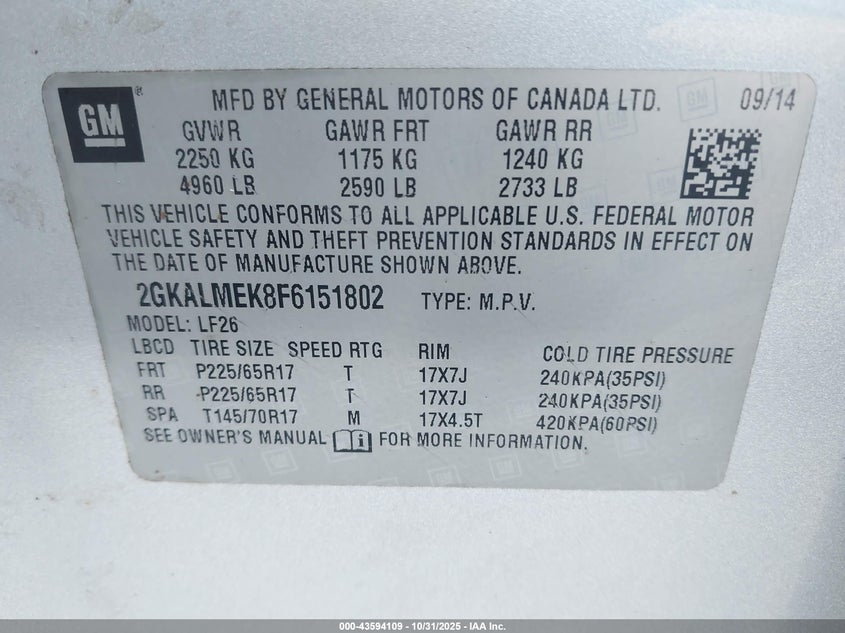 GM ® MFD BY GENERAL MOTORS OF CANADA LTD. 09/14
GVWR GAWR FRT GAWR RR
2250 KG 1175 KG 1240 KG
4960 LB 2590 LB 2733 LB
THIS VEHICLE CONFORMS TO ALL APPLICABLE U.S. FEDERAL MOTOR
VEHICLE SAFETY AND THEFT PREVENTION STANDARDS IN EFFECT ON
THE DATE OF MANUFACTURE SHOWN ABOVE.
2GKALMEK8F6151802 TYPE: M.P.V.
MODEL: LF26
LBCD TIRE SIZE SPEED RTG RIM COLD TIRE PRESSURE
FRT P225/65R17 T 17X7J 240KPA(35PSI)
RR P225/65R17 T 17X7J 240KPA(35PSI)
SPA T145/70R17 M 17X4.5T 420KPA(60PSI)
SEE OWNER'S MANUAL i FOR MORE INFORMATION.
000-43594109 - 10/31/2025 - IAA Inc.